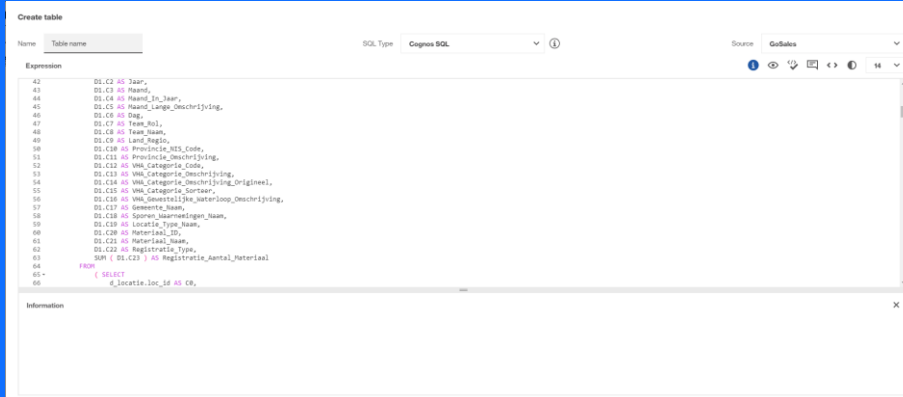 Create table
Name Table name SQL Type Cognos SQL Source GoSales
Expression 14
42 D1.C2 AS Jaar,
43 D1.C3 AS Maand,
44 D1.C4 AS Maand_In_Jaar,
45 D1.C5 AS Maand_Lange_Omschrijving,
46 D1.C6 AS Dag,
47 D1.C7 AS Team_Rol,
48 D1.C8 AS Team_Naam,
49 D1.C9 AS Land_Regio,
50 D1.C10 AS Provincie_NIS_Code,
51 D1.C11 AS Provincie_Omschrijving,
52 D1.C12 AS VHA_Categorie_Code,
53 D1.C13 AS VHA_Categorie_Omschrijving,
54 D1.C14 AS VHA_Categorie_Omschrijving_Origineel,
55 D1.C15 AS VHA_Categorie_Sorteer,
56 D1.C16 AS VHA_Gewestelijke_Waterloop_Omschrijving,
57 D1.C17 AS Gemeente_Naam,
58 D1.C18 AS Sporen_Waarnemingen_Naam,
59 D1.C19 AS Locatie_Type_Naam,
60 D1.C20 AS Materiaal_ID,
61 D1.C21 AS Materiaal_Naam,
62 D1.C22 AS Registratie_Type,
63 SUM ( D1.C23 ) AS Registratie_Aantal_Materiaal
64 FROM
65 ( SELECT
66 d_locatie.loc_id AS C0,
Information